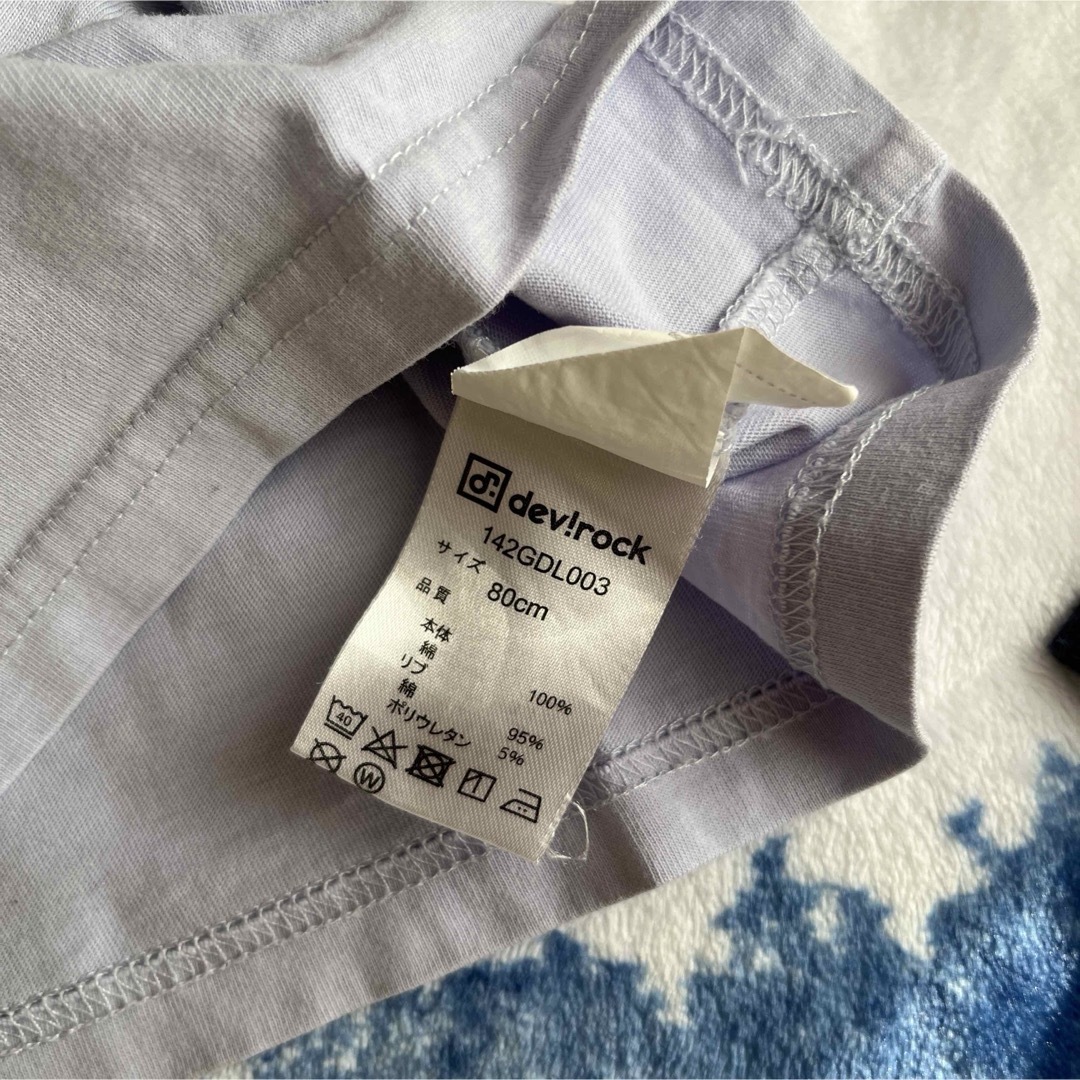 dev!rock
142GDL003
サイズ 80cm
品質
本体
綿 100%
リブ
綿 95%
ポリウレタン 5%
40
W